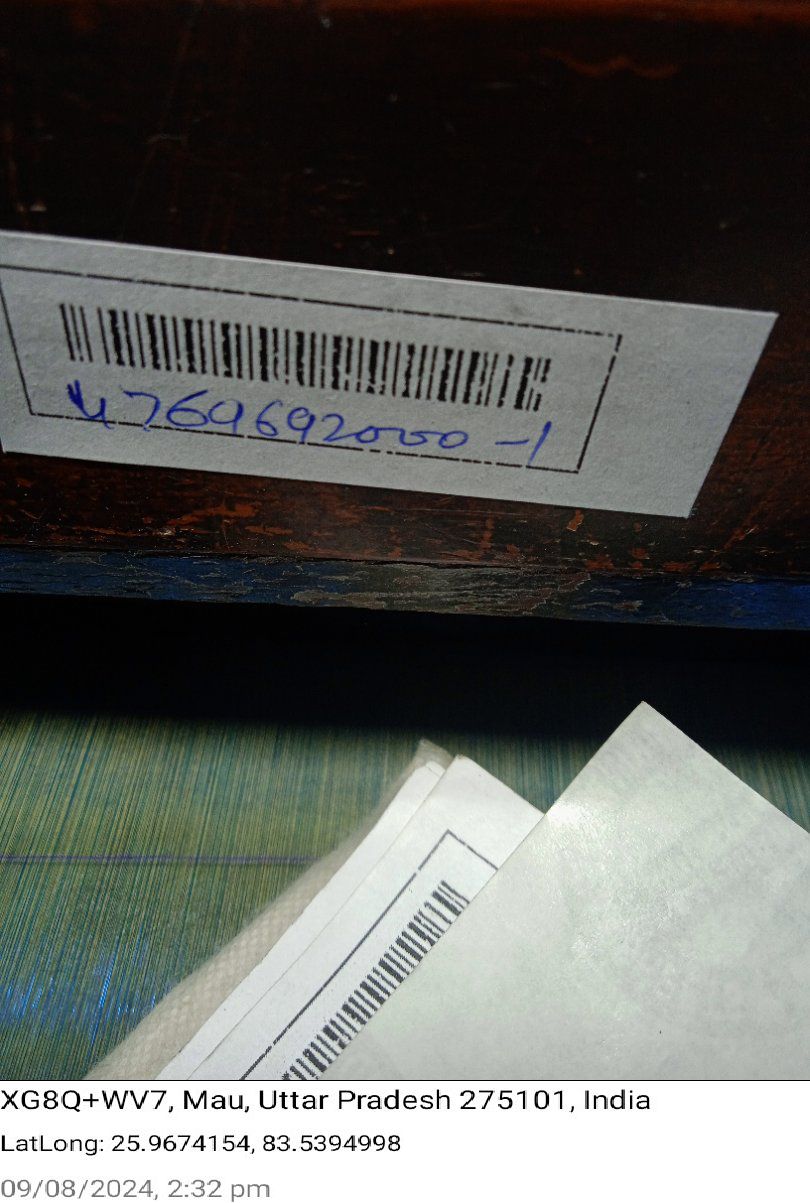 4769692000-1
XG8Q+WV7, Mau, Uttar Pradesh 275101, India
LatLong: 25.9674154, 83.5394998
09/08/2024, 2:32 pm